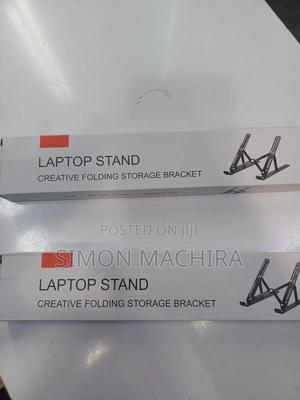 LAPTOP STAND
CREATIVE FOLDING STORAGE BRACKET
POSTED ON JIJI
SIMON MACHIRA
LAPTOP STAND
CREATIVE FOLDING STORAGE BRACKET